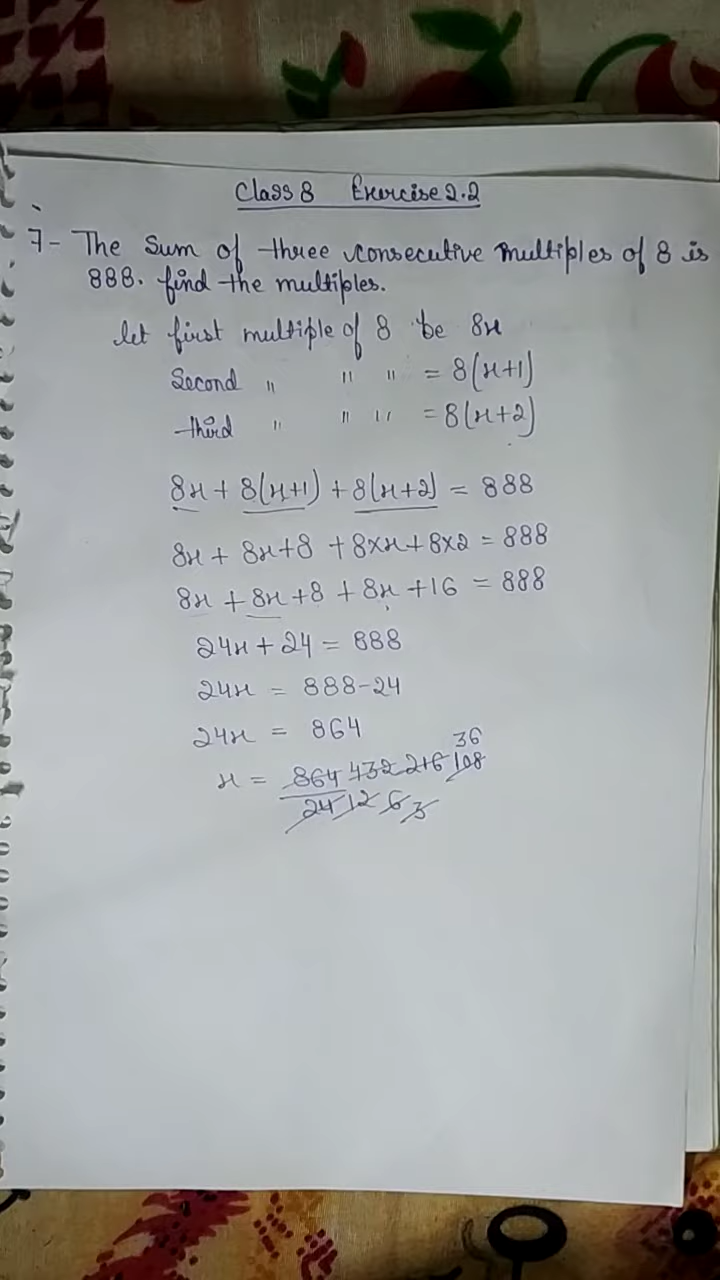 Class 8 Exercise 2.2
7- The Sum of three consecutive multiples of 8 is
888. find the multiples.
let first multiple of 8 be 8x
Second " " " = 8(x+1)
third " " " = 8(x+2)
8x + 8(x+1) + 8(x+2) = 888
8x + 8x+8 + 8×x+8×2 = 888
8x + 8x +8 + 8x +16 = 888
24x + 24 = 888
24x = 888-24
24x = 864
36
x = 864 432 216 108
24 12 6 3